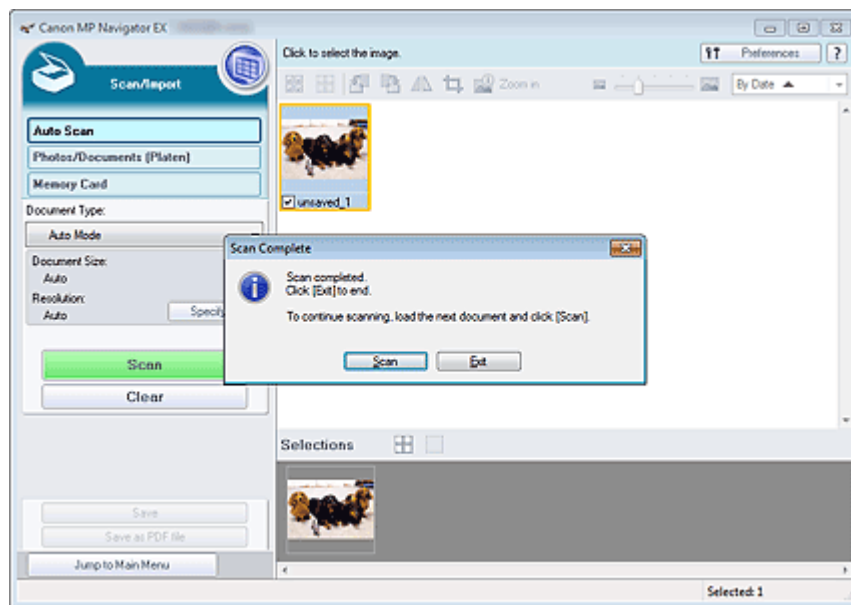 Canon MP Navigator EX
Scan/Import
Click to select the image.
Preferences
?
Zoom in
By Date
Auto Scan
Photos/Documents (Platen)
Memory Card
Document Type:
Auto Mode
Document Size:
Auto
Resolution:
Auto
Scan
Clear
unsaved_1
Scan Complete
Scan completed.
Click [Exit] to end.
To continue scanning, load the next document and click [Scan].
Scan
Exit
Selections
Save
Save as PDF file
Jump to Main Menu
Selected: 1